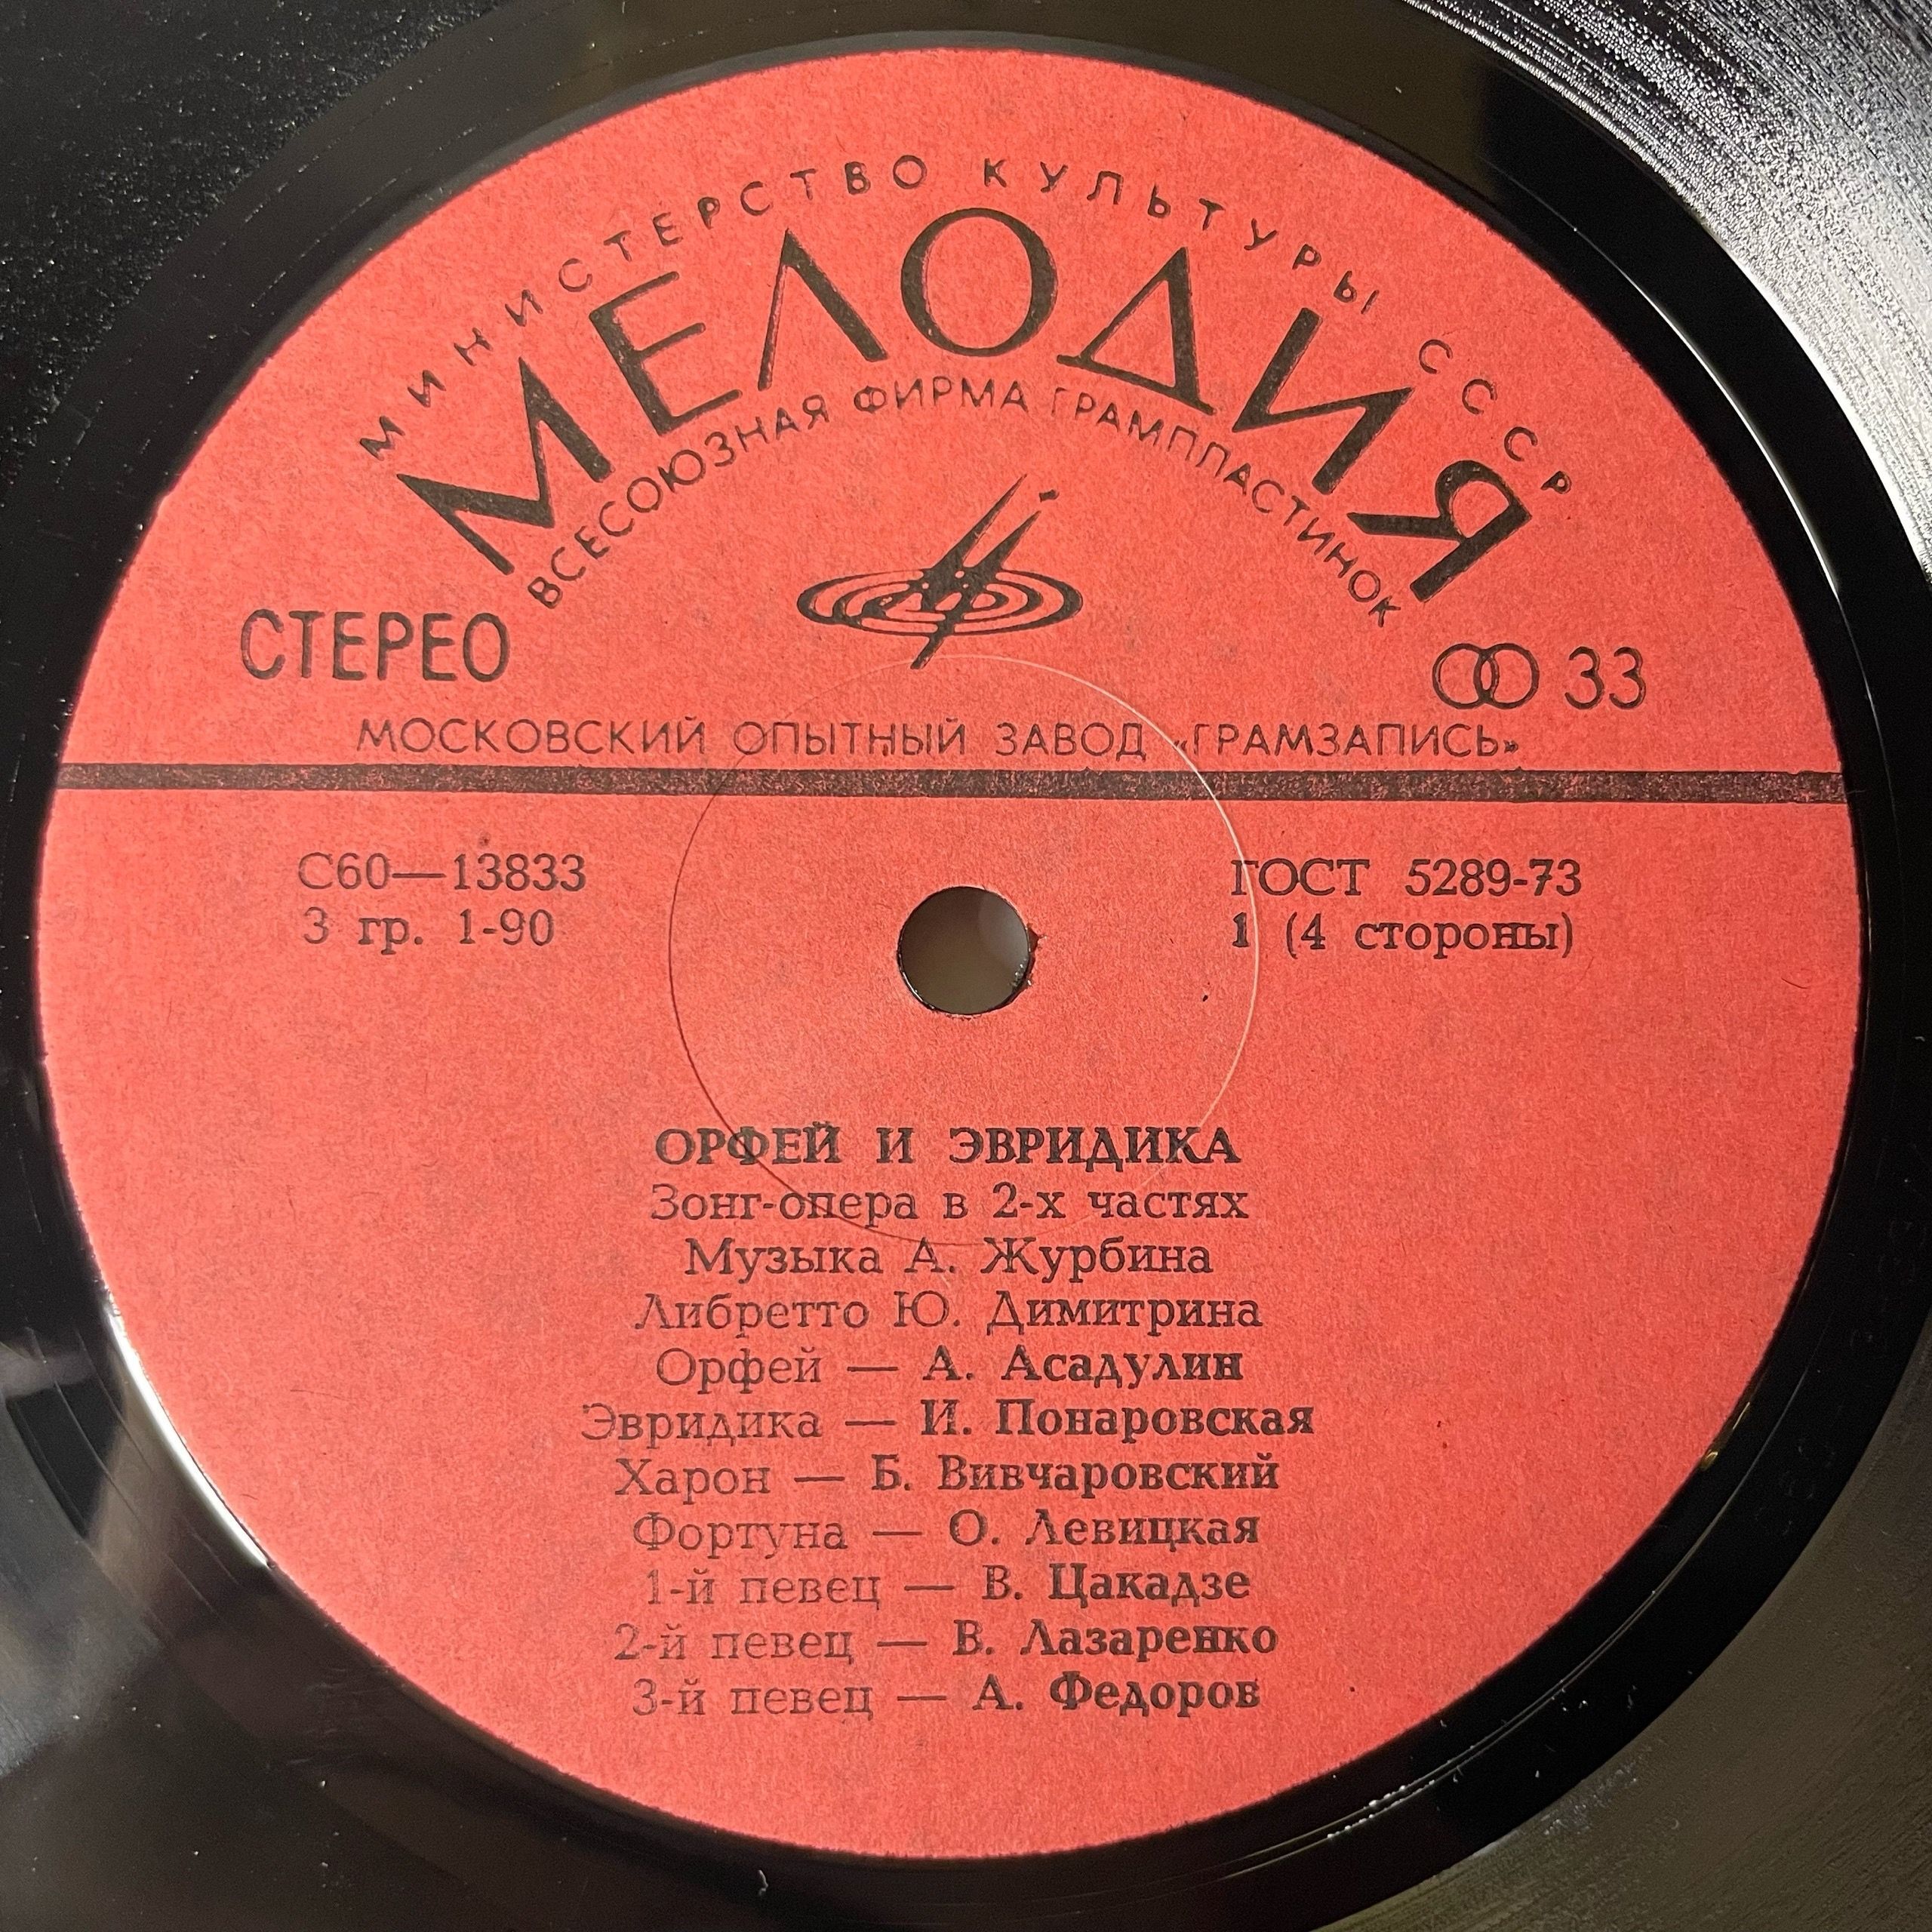 МИНИСТЕРСТВО КУЛЬТУРЫ СССР
МЕЛОДИЯ
ВСЕСОЮЗНАЯ ФИРМА ГРАМПЛАСТИНОК
СТЕРЕО
33
МОСКОВСКИЙ ОПЫТНЫЙ ЗАВОД «ГРАМЗАПИСЬ»
С60—13833
ГОСТ 5289-73
3 гр. 1-90
1 (4 стороны)
ОРФЕЙ И ЭВРИДИКА
Зонг-опера в 2-х частях
Музыка А. Журбина
Либретто Ю. Димитрина
Орфей — А. Асадулин
Эвридика — И. Понаровская
Харон — Б. Вивчаровский
Фортуна — О. Левицкая
1-й певец — В. Цакадзе
2-й певец — В. Лазаренко
3-й певец — А. Федоров